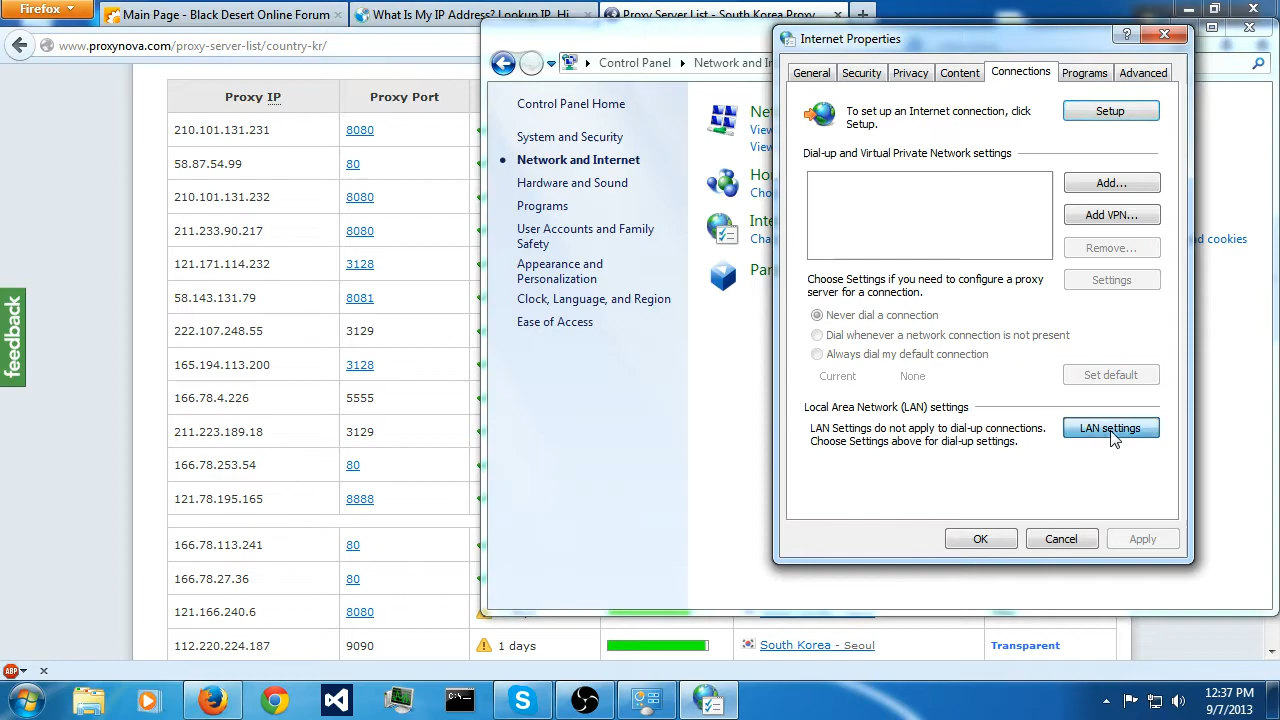 Firefox
Main Page - Black Desert Online Forum
What Is My IP Address? Lookup IP, Hi
Proxy Server List - South Korea Proxy
www.proxynova.com/proxy-server-list/country-kr/
Proxy IP Proxy Port
210.101.131.231 8080
58.87.54.99 80
210.101.131.232 8080
211.233.90.217 8080
121.171.114.232 3128
58.143.131.79 8081
222.107.248.55 3129
165.194.113.200 3128
166.78.4.226 5555
211.223.189.18 3129
166.78.253.54 80
121.78.195.165 8888
166.78.113.241 80
166.78.27.36 80
121.166.240.6 8080
112.220.224.187 9090 1 days South Korea - Seoul Transparent
feedback
Control Panel Network and
Control Panel Home
System and Security
Network and Internet
Hardware and Sound
Programs
User Accounts and Family
Safety
Appearance and
Personalization
Clock, Language, and Region
Ease of Access
View
View
d cookies
Internet Properties
General Security Privacy Content Connections Programs Advanced
To set up an Internet connection, click
Setup.
Setup
Dial-up and Virtual Private Network settings
Add...
Add VPN...
Remove...
Settings
Choose Settings if you need to configure a proxy
server for a connection.
Never dial a connection
Dial whenever a network connection is not present
Always dial my default connection
Current None
Set default
Local Area Network (LAN) settings
LAN Settings do not apply to dial-up connections.
Choose Settings above for dial-up settings.
LAN settings
OK Cancel Apply
ABP
12:37 PM
9/7/2013